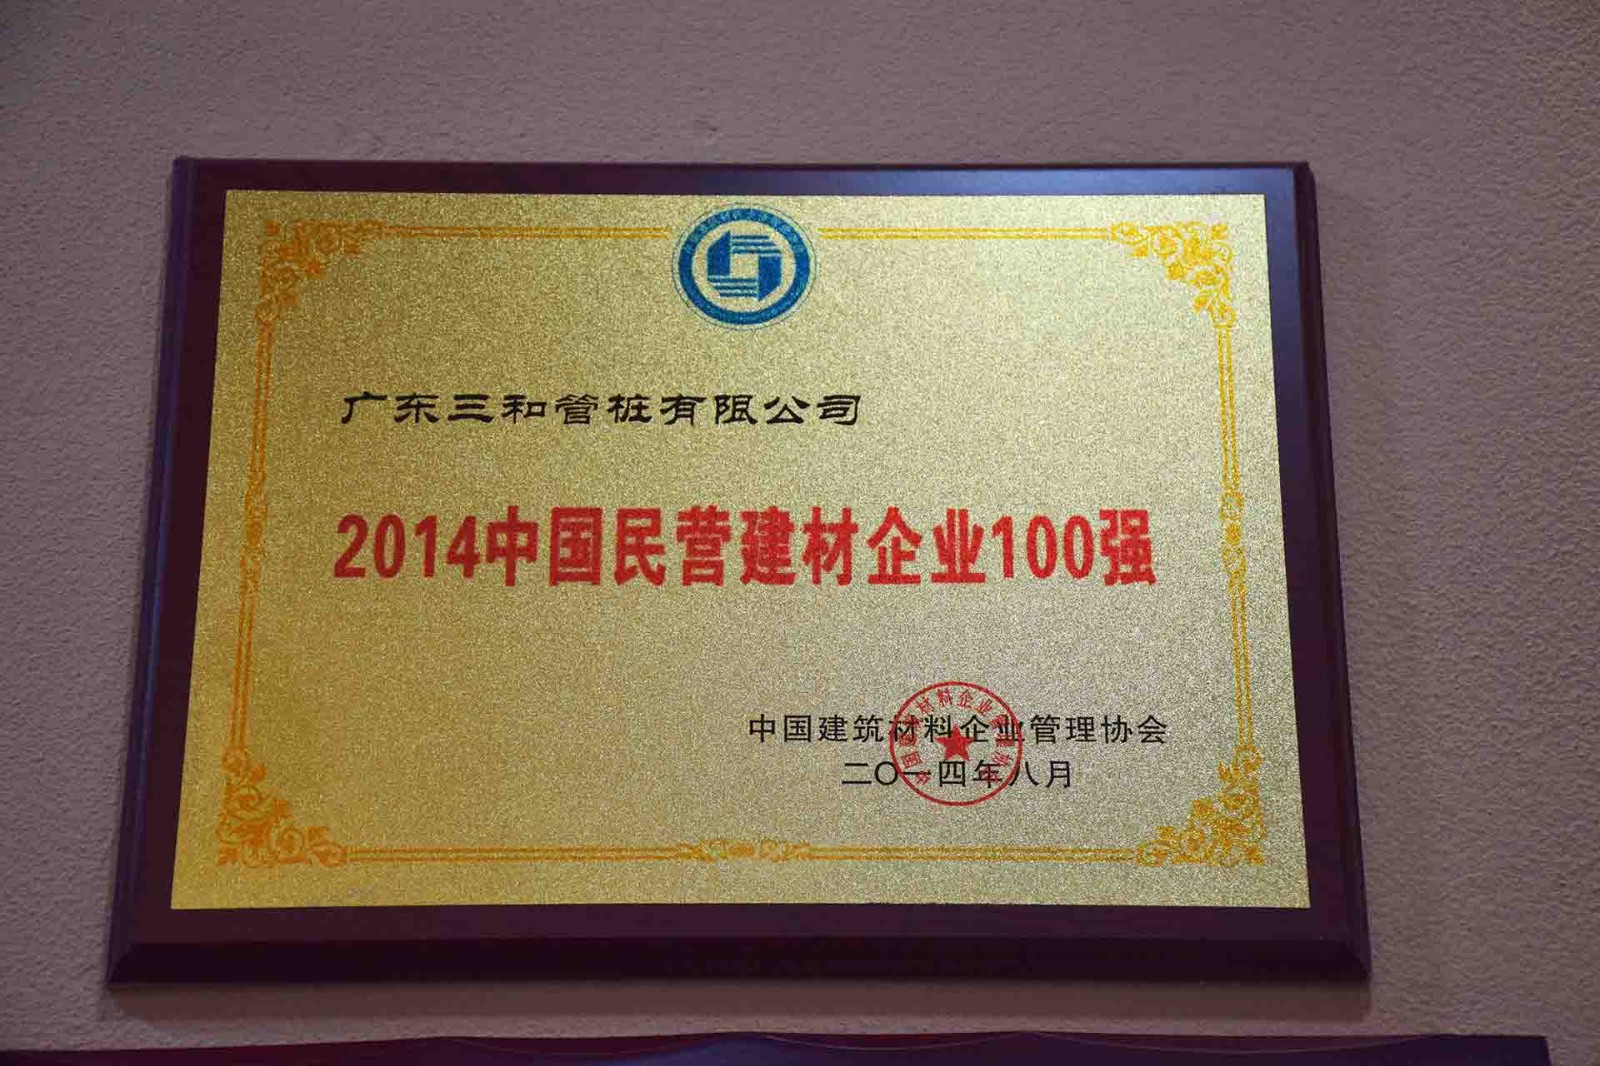 广东三和管桩有限公司
2014中国民营建材企业100强
中国建筑材料企业管理协会
二〇一四年八月